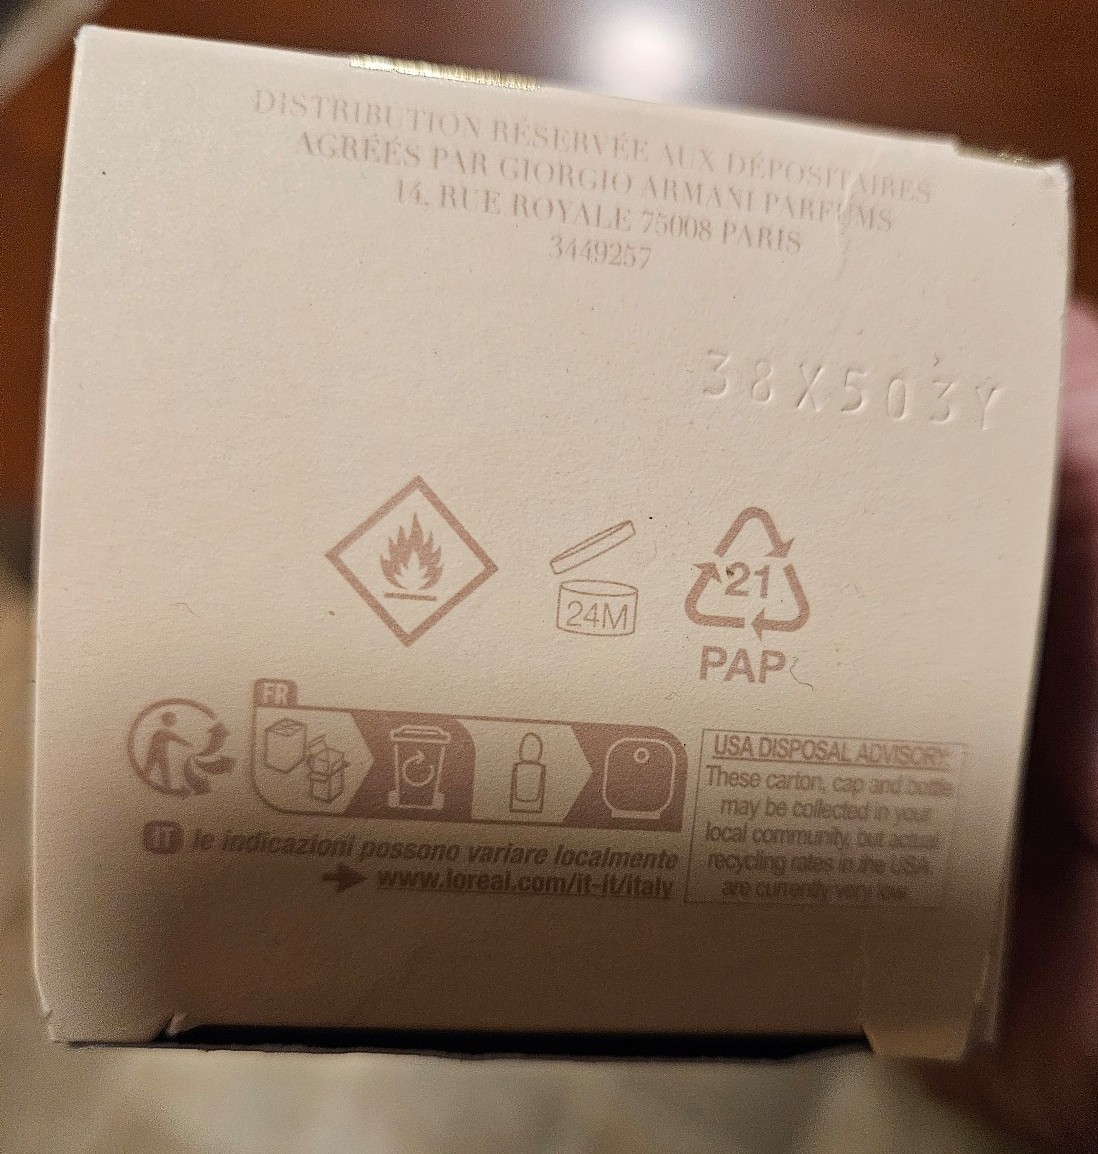 DISTRIBUTION RÉSERVÉE AUX DÉPOSITAIRES
AGRÉÉS PAR GIORGIO ARMANI PARFUMS
14, RUE ROYALE 75008 PARIS
3449257
38X503Y
24M
21
PAP
FR
IT le indicazioni possono variare localmente
www.loreal.com/it-it/italy
USA DISPOSAL ADVISORY:
These carton, cap and bottle
may be collected in your
local community, but actual
recycling rates in the USA
are currently very low.